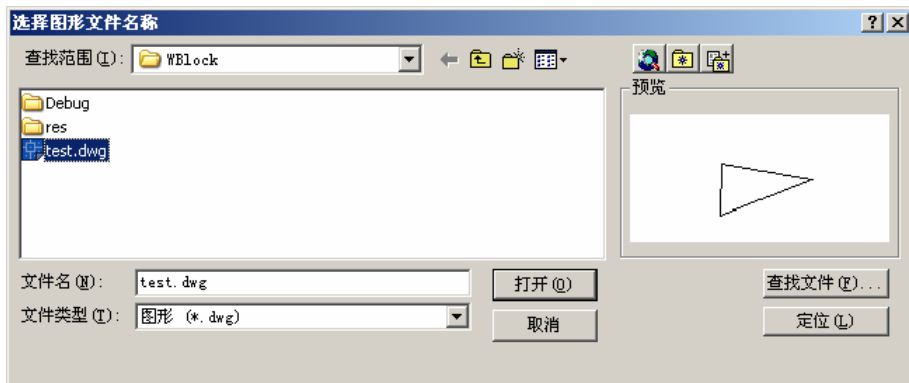 选择图形文件名称
查找范围(I): WBlock
预览
Debug
res
test.dwg
文件名(N): test.dwg 打开(O) 查找文件(F)...
文件类型(T): 图形 (*.dwg) 取消 定位(L)